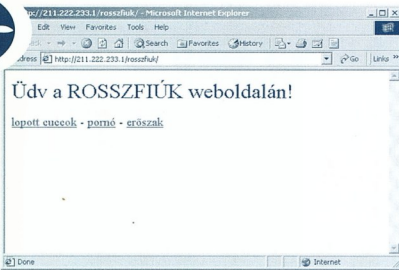 http://211.222.233.1/rosszfiuk/ - Microsoft Internet Explorer
Edit View Favorites Tools Help
Search Favorites History
http://211.222.233.1/rosszfiuk/ Go Links »
Üdv a ROSSZFIÚK weboldalán!
lopott cuccok - pornó - erőszak
Done Internet